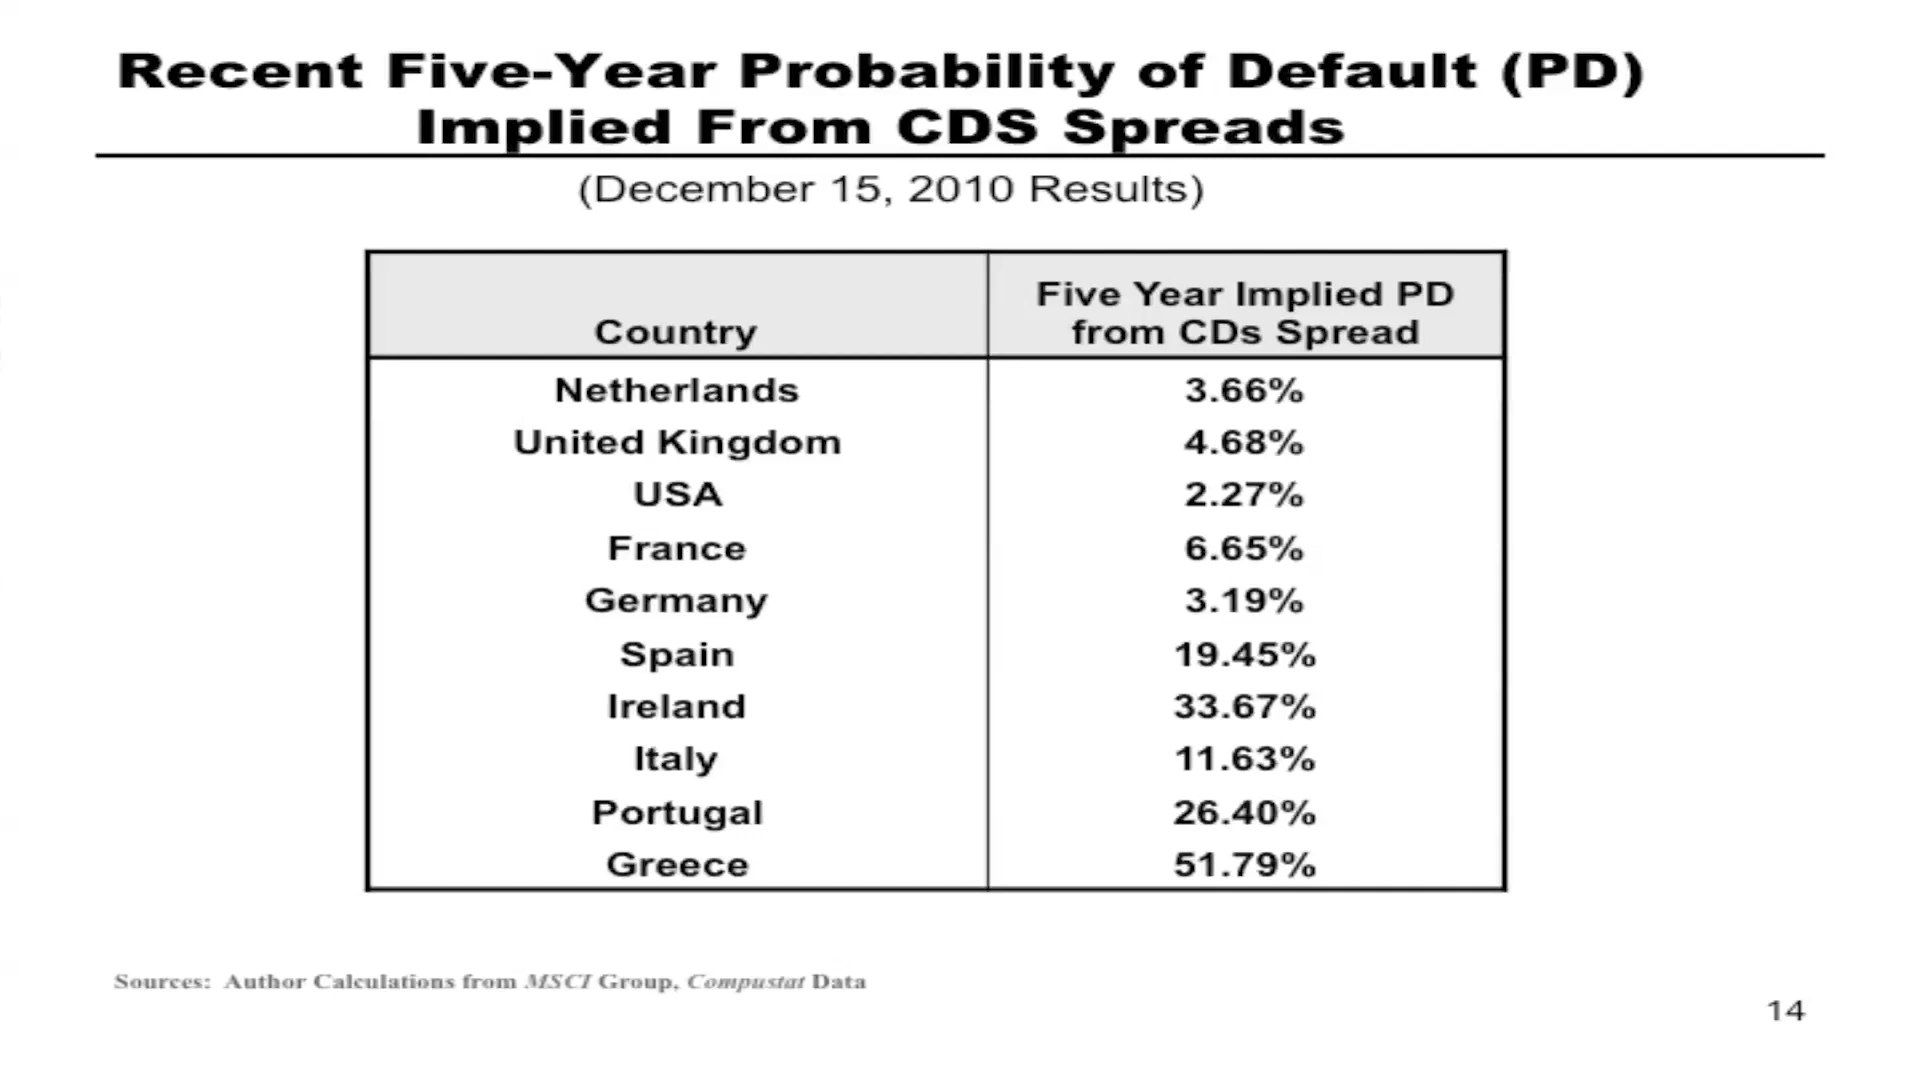 Recent Five-Year Probability of Default (PD)
Implied From CDS Spreads
(December 15, 2010 Results)
Country
Five Year Implied PD
from CDs Spread
Netherlands 3.66%
United Kingdom 4.68%
USA 2.27%
France 6.65%
Germany 3.19%
Spain 19.45%
Ireland 33.67%
Italy 11.63%
Portugal 26.40%
Greece 51.79%
Sources: Author Calculations from MSCI Group, Compustat Data
14